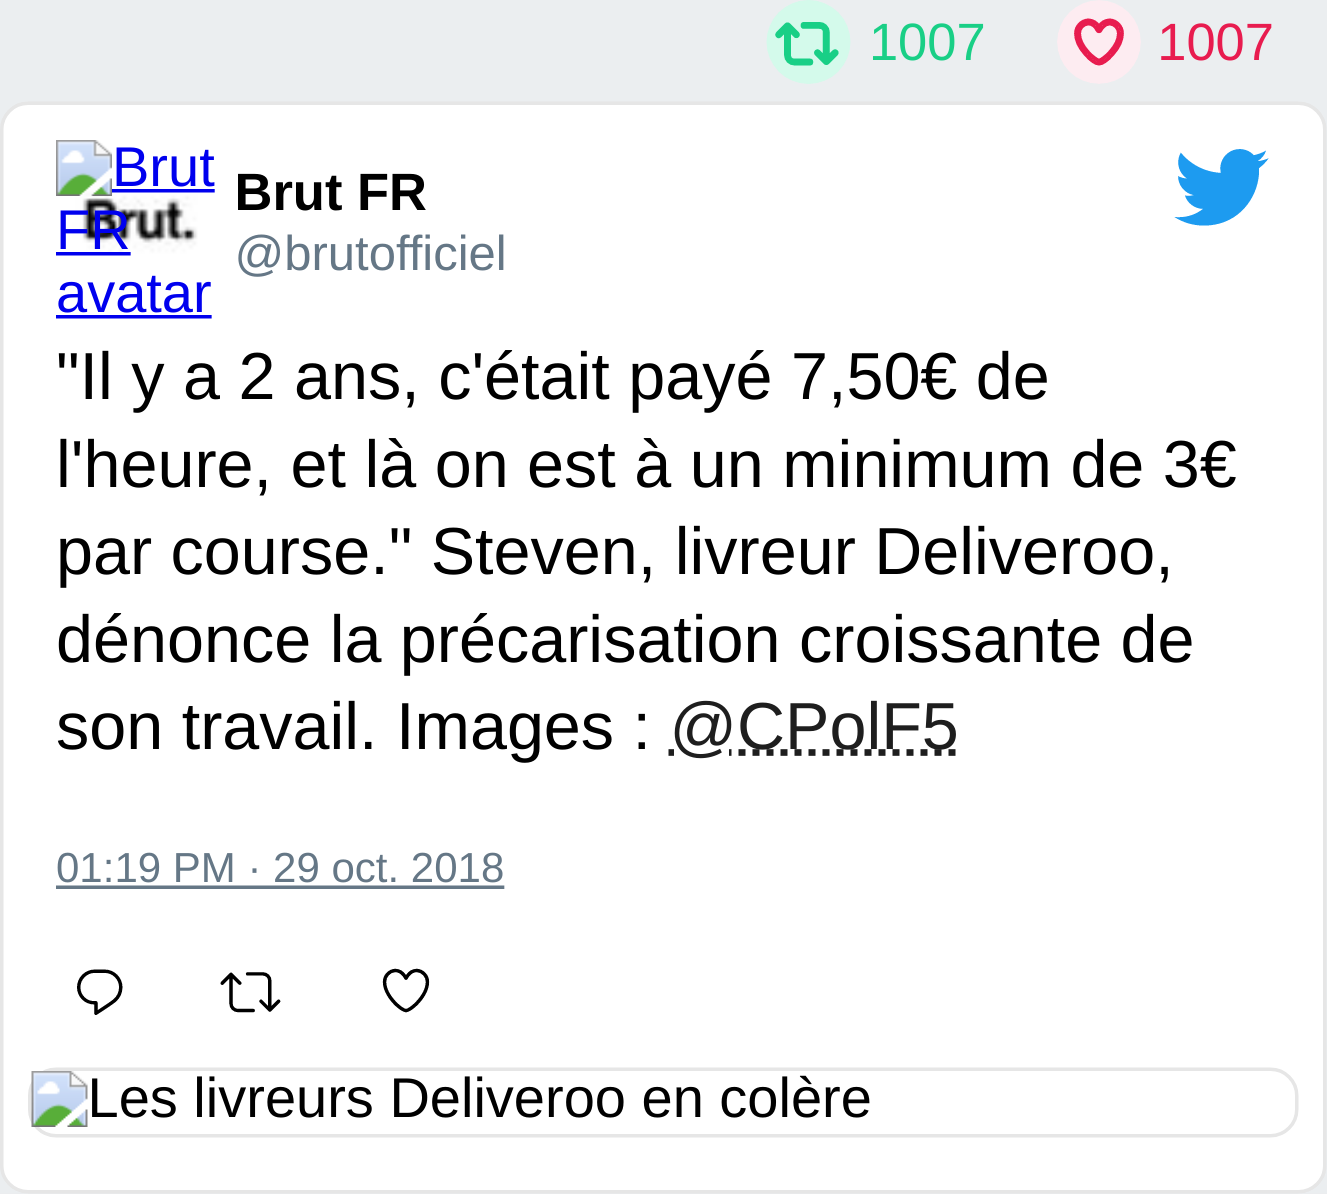 1007 1007
Brut
FR
avatar
Brut.
Brut FR
@brutofficiel
"Il y a 2 ans, c'était payé 7,50€ de
l'heure, et là on est à un minimum de 3€
par course." Steven, livreur Deliveroo,
dénonce la précarisation croissante de
son travail. Images : @CPolF5
01:19 PM · 29 oct. 2018
Les livreurs Deliveroo en colère